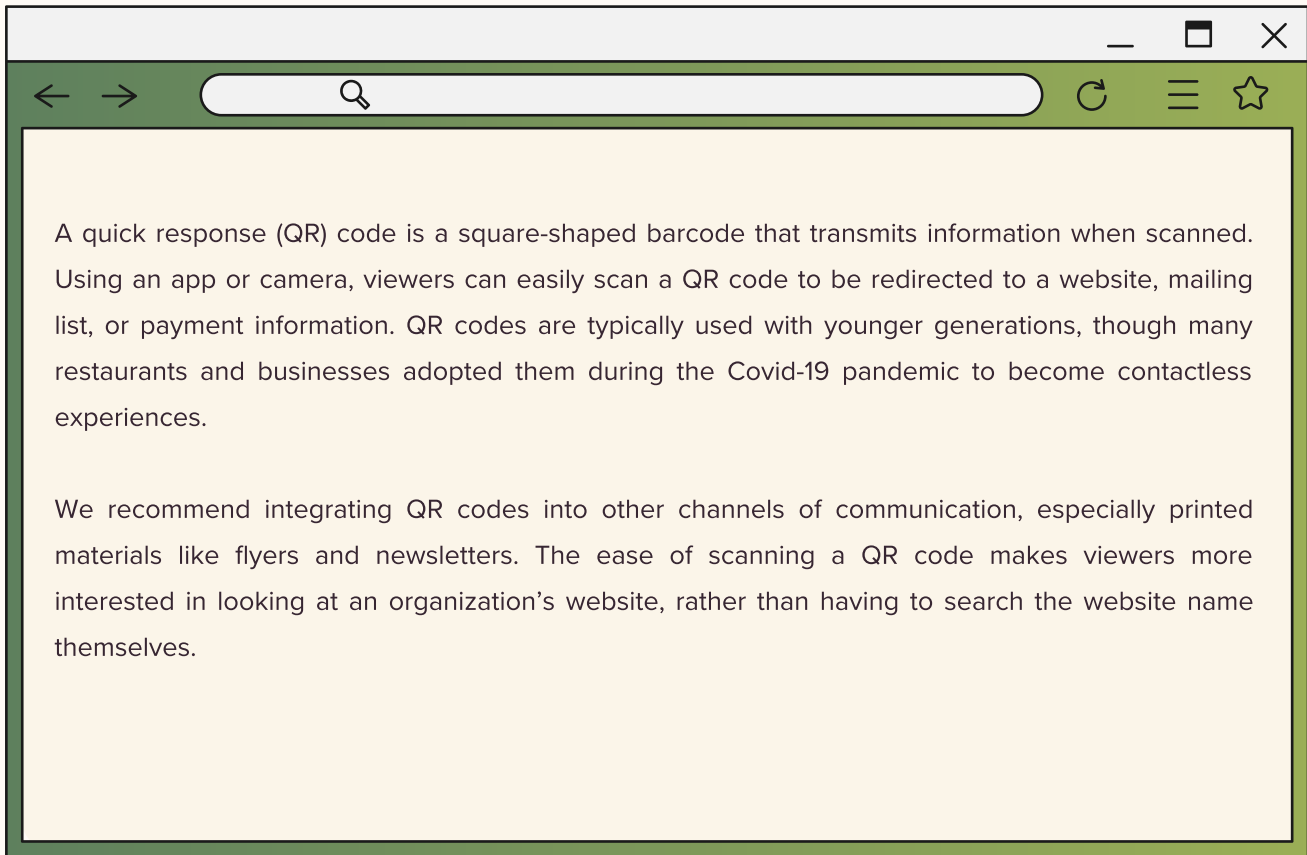 A quick response (QR) code is a square-shaped barcode that transmits information when scanned.
Using an app or camera, viewers can easily scan a QR code to be redirected to a website, mailing
list, or payment information. QR codes are typically used with younger generations, though many
restaurants and businesses adopted them during the Covid-19 pandemic to become contactless
experiences.
We recommend integrating QR codes into other channels of communication, especially printed
materials like flyers and newsletters. The ease of scanning a QR code makes viewers more
interested in looking at an organization’s website, rather than having to search the website name
themselves.